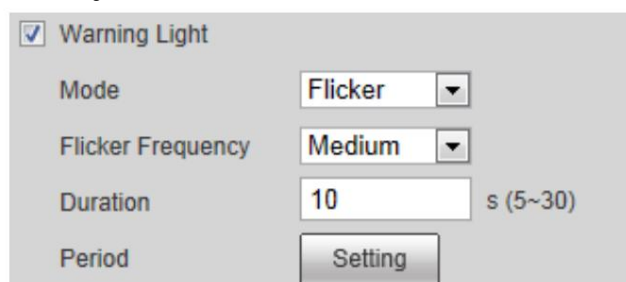 Warning Light
Mode Flicker
Flicker Frequency Medium
Duration 10 s (5~30)
Period Setting